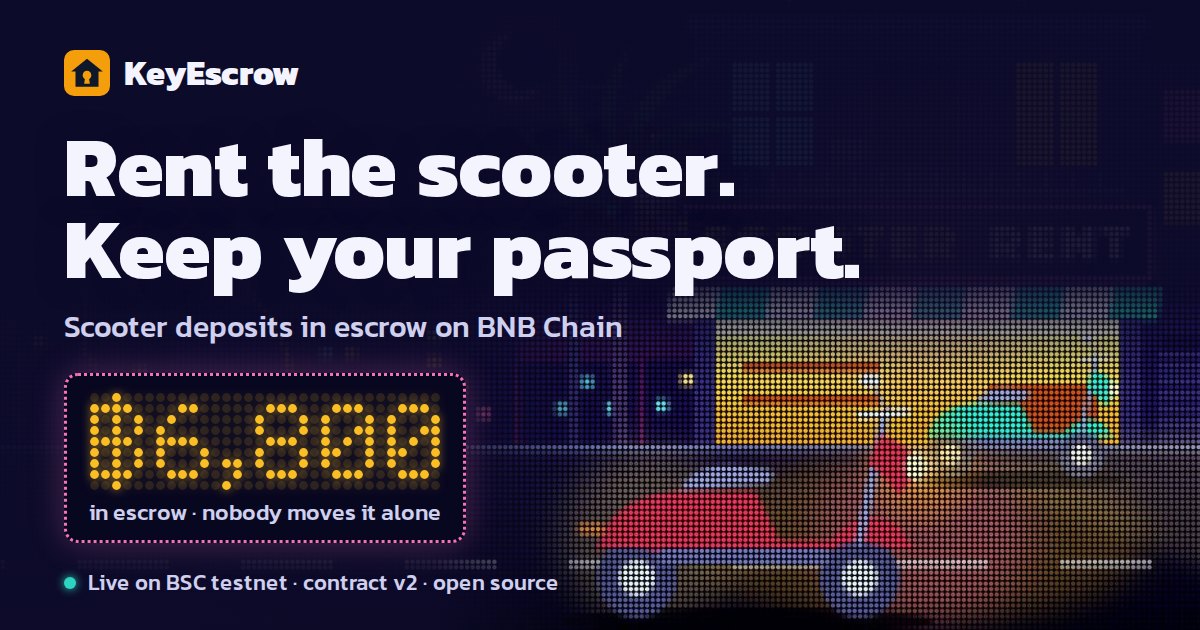 KeyEscrow
Rent the scooter.
Keep your passport.
Scooter deposits in escrow on BNB Chain
฿6,800
in escrow · nobody moves it alone
Live on BSC testnet · contract v2 · open source